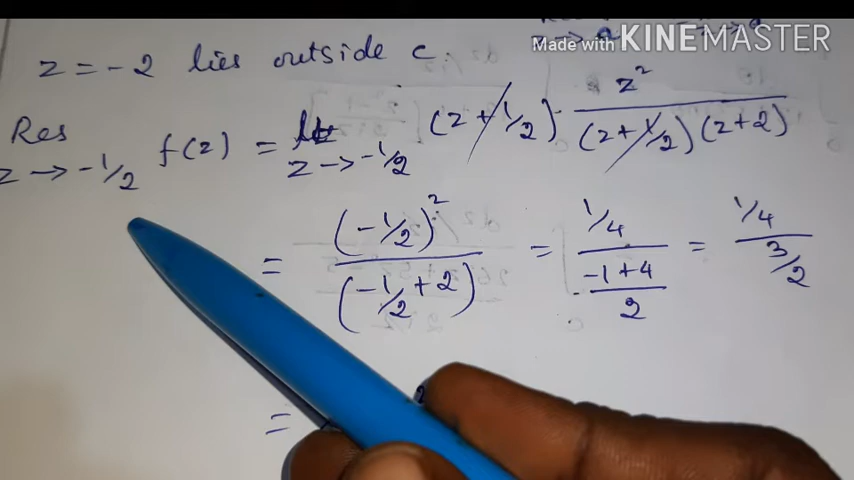 Made with KINEMASTER
z = -2 lies outside c.
Res z → -1/2 f(z) = lt z → -1/2 (z + 1/2) · z² / (z + 1/2)(z + 2)
= (-1/2)² / (-1/2 + 2) = 1/4 / (-1+4)/2 = 1/4 / 3/2
=